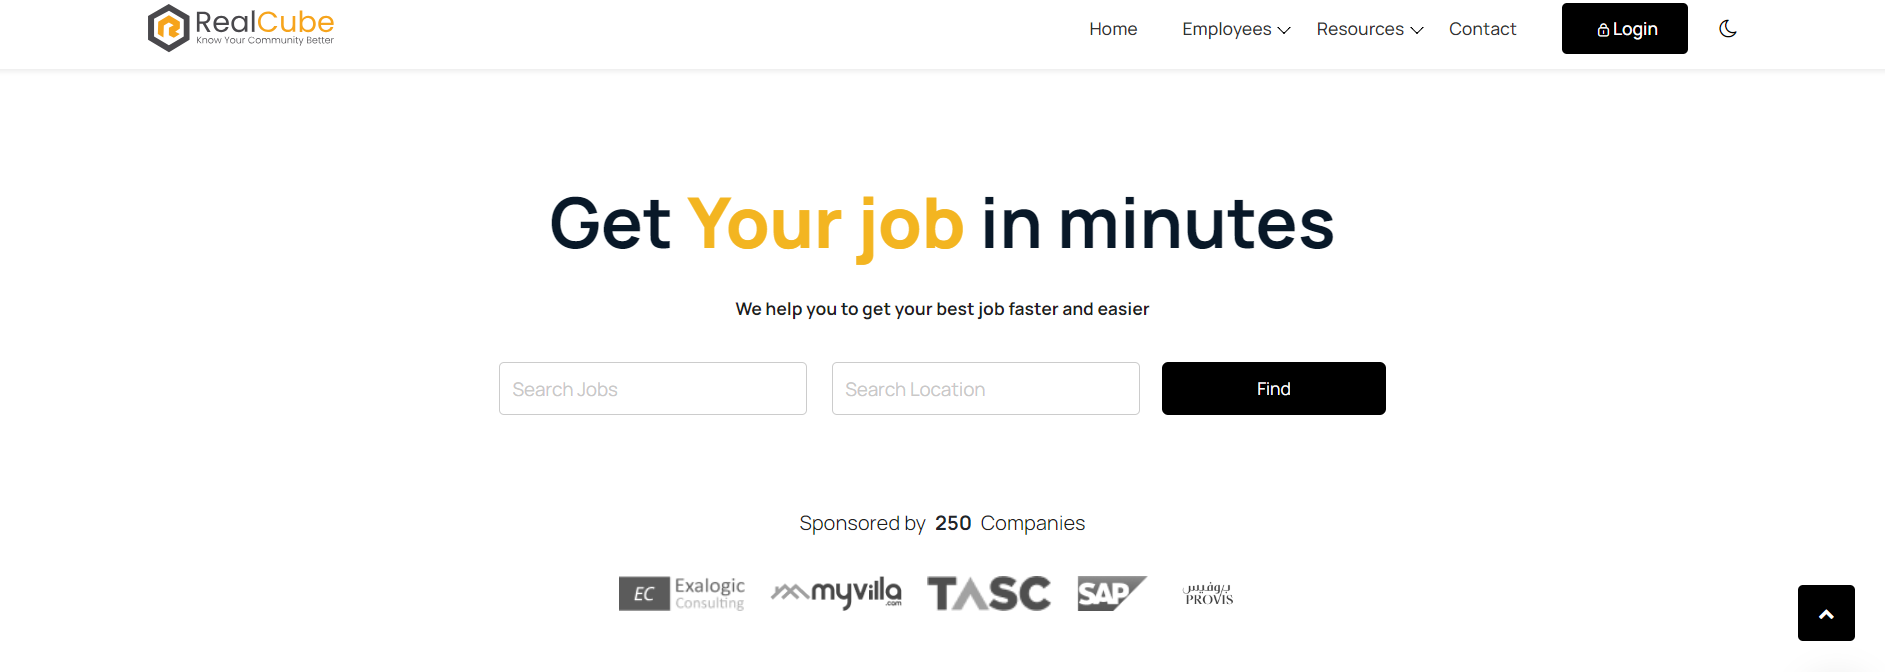 RealCube
Know Your Community Better
Home Employees Resources Contact Login
Get Your job in minutes
We help you to get your best job faster and easier
Search Jobs Search Location Find
Sponsored by 250 Companies
EC Exalogic Consulting myvilla .com TASC SAP بروفيس PROVIS